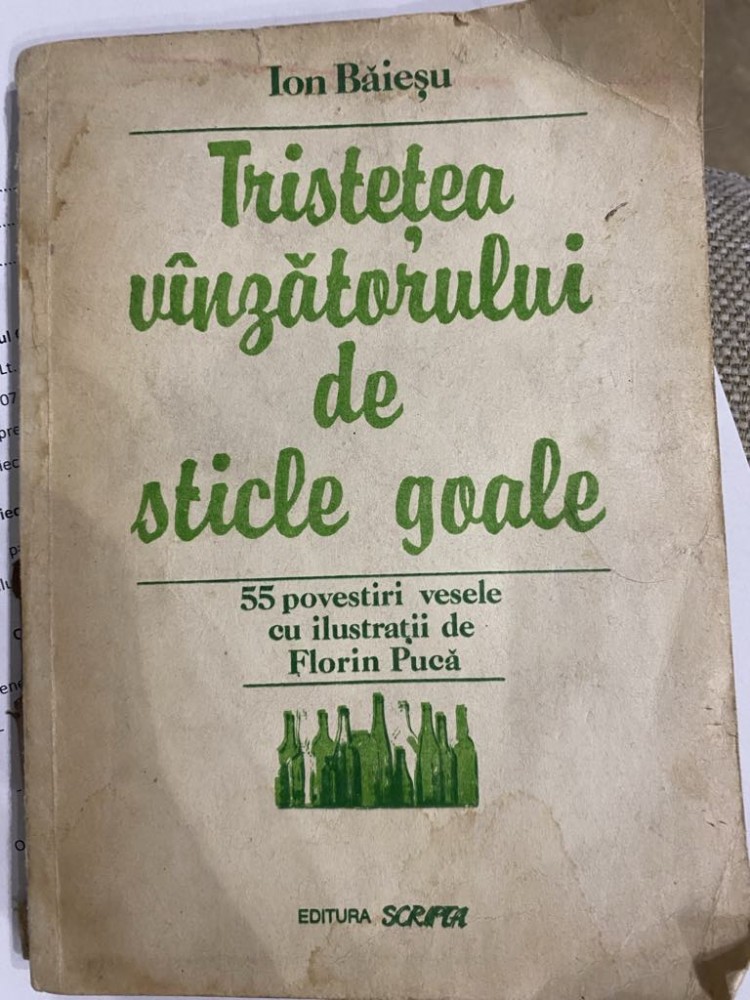 Ion Băieșu
Tristețea
vînzătorului
de
sticle goale
55 povestiri vesele
cu ilustrații de
Florin Pucă
EDITURA SCRIPTA